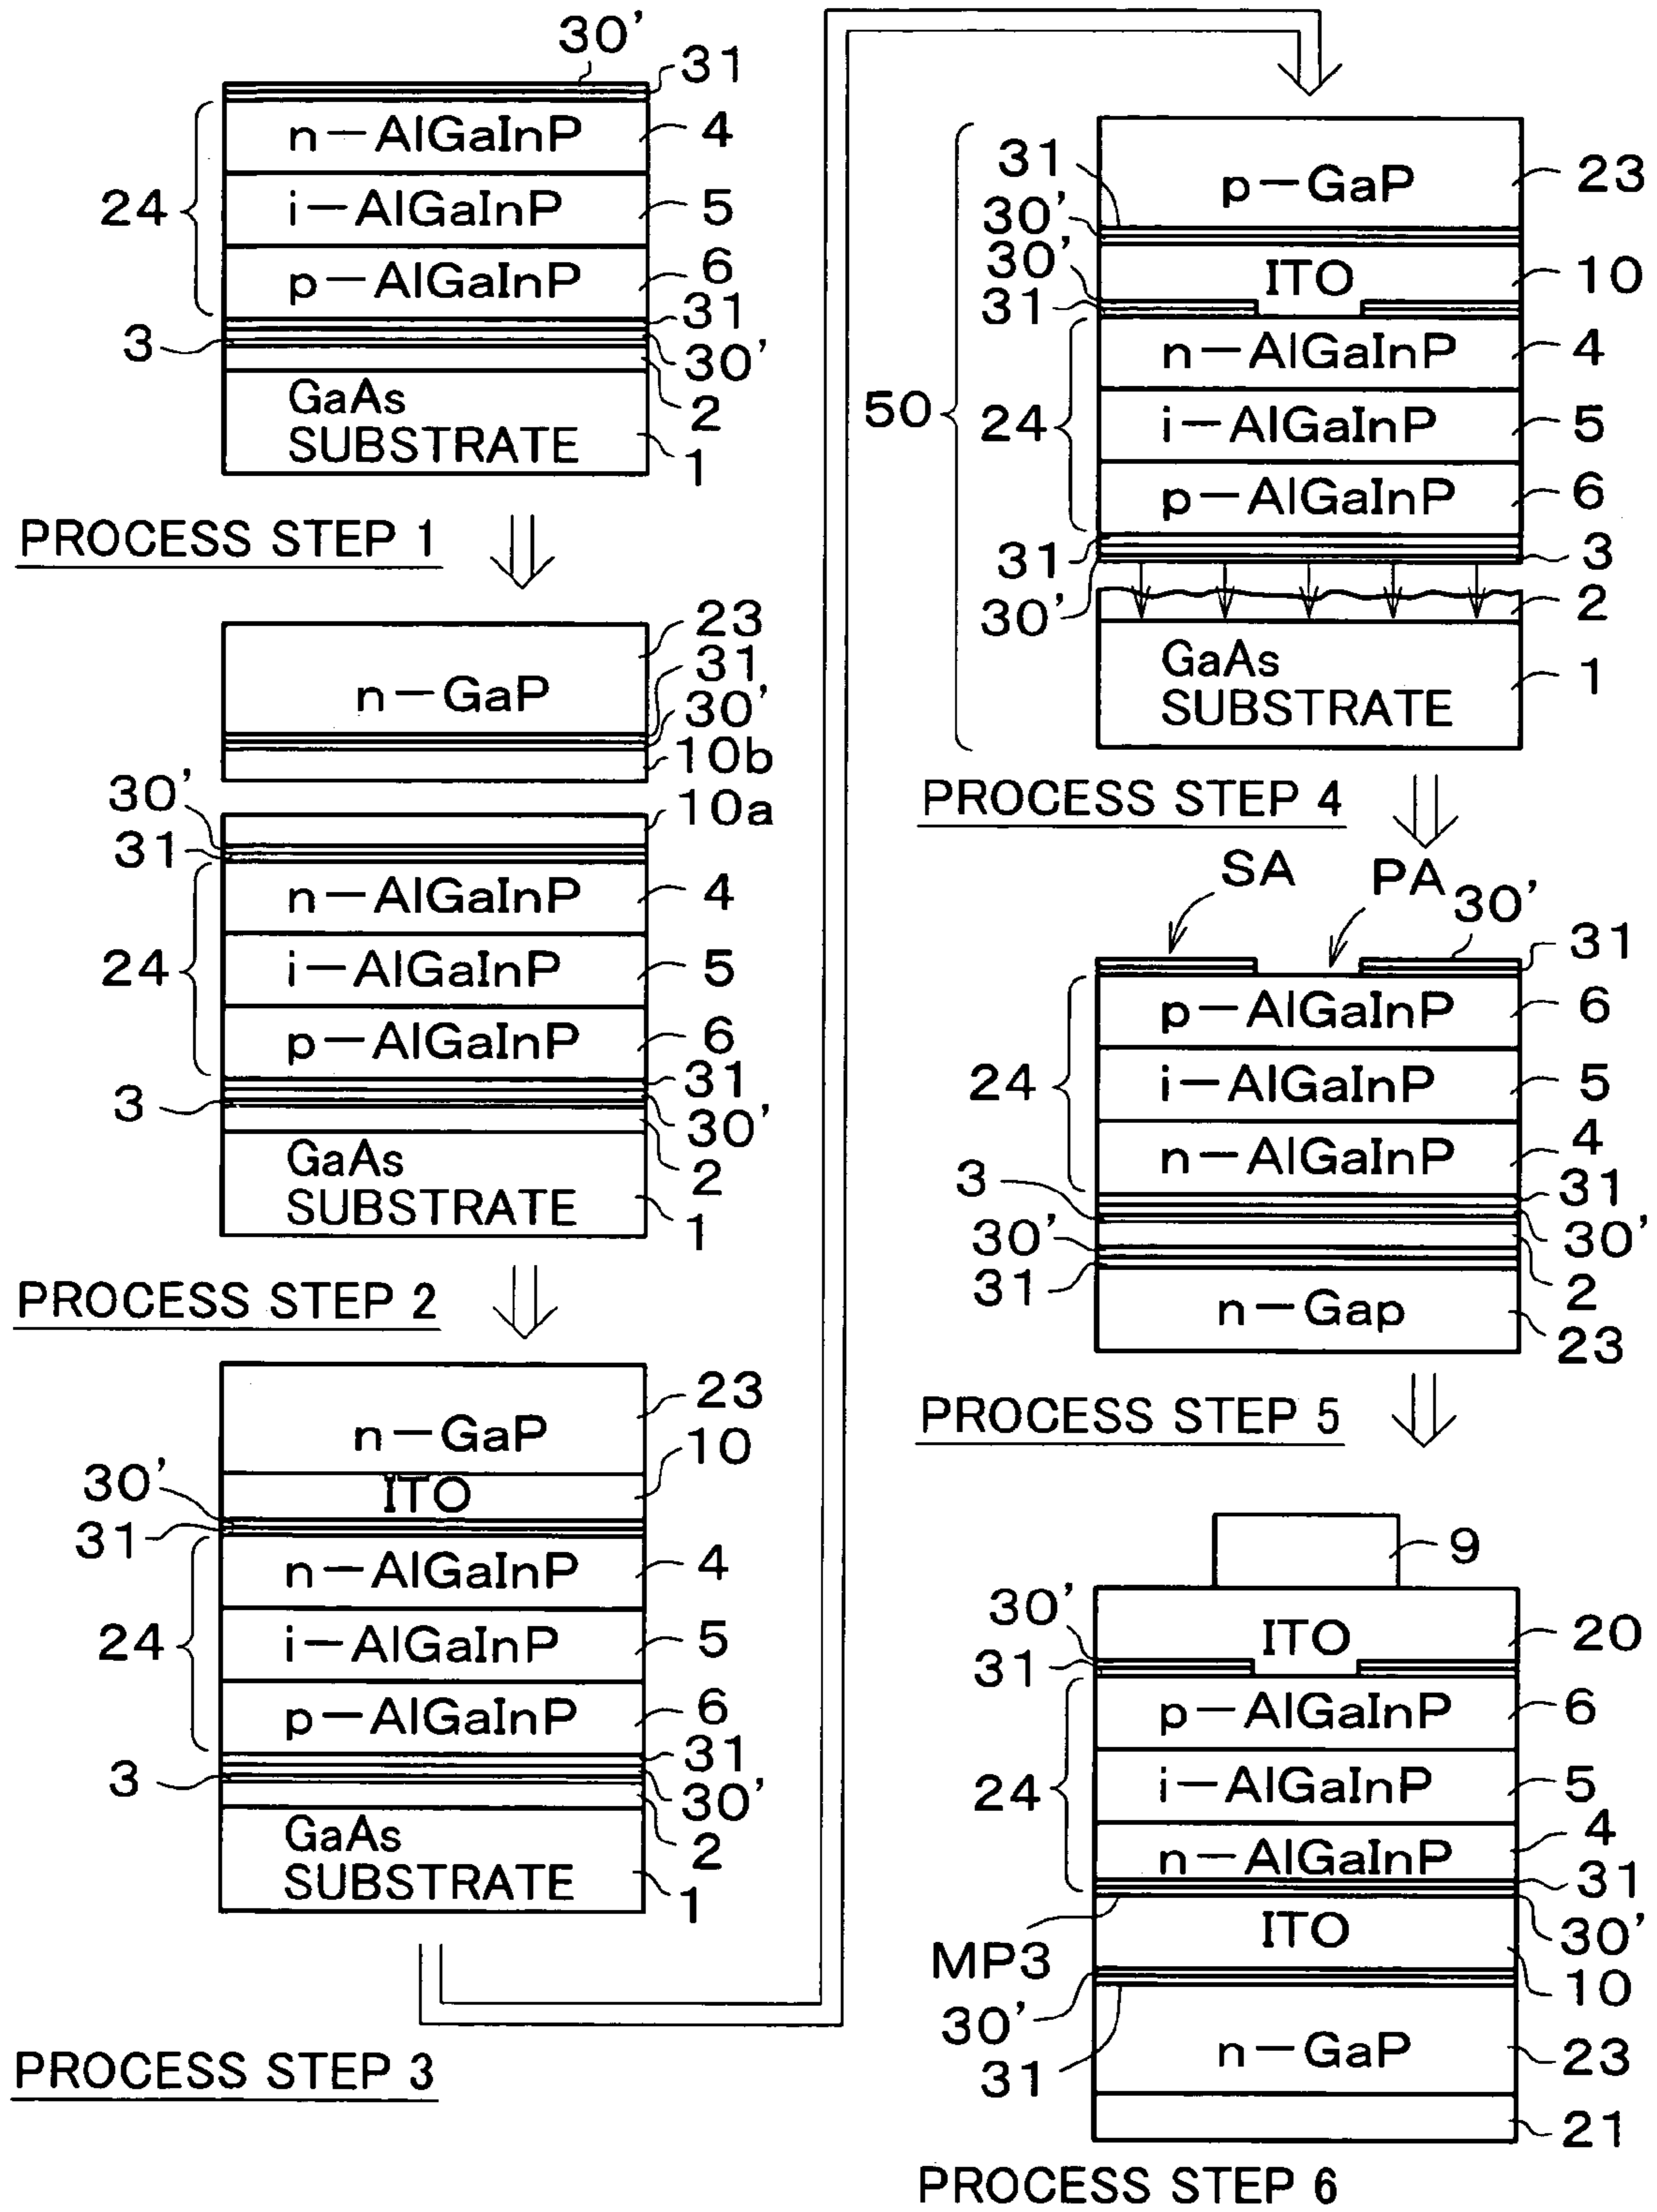 30'
31
n-AlGaInP 4
24 i-AlGaInP 5
p-AlGaInP 6
31
3 30'
GaAs 2
SUBSTRATE 1
PROCESS STEP 1
23
31
n-GaP 30'
10b
30' 10a
31
n-AlGaInP 4
24 i-AlGaInP 5
p-AlGaInP 6
31
3 30'
GaAs 2
SUBSTRATE 1
PROCESS STEP 2
23
n-GaP 10
30' ITO
31
n-AlGaInP 4
24 i-AlGaInP 5
p-AlGaInP 6
31
3 30'
GaAs 2
SUBSTRATE 1
PROCESS STEP 3
31 p-GaP 23
30'
30' ITO 10
31
n-AlGaInP 4
50 24 i-AlGaInP 5
p-AlGaInP 6
31 3
30' 2
GaAs 1
SUBSTRATE
PROCESS STEP 4
SA PA 30'
31
p-AlGaInP 6
24 i-AlGaInP 5
n-AlGaInP 4
3 31
30' 30'
31 2
n-Gap 23
PROCESS STEP 5
9
30' ITO 20
31
p-AlGaInP 6
24 i-AlGaInP 5
n-AlGaInP 4
31
MP3 ITO 30'
10
30'
31 n-GaP 23
21
PROCESS STEP 6